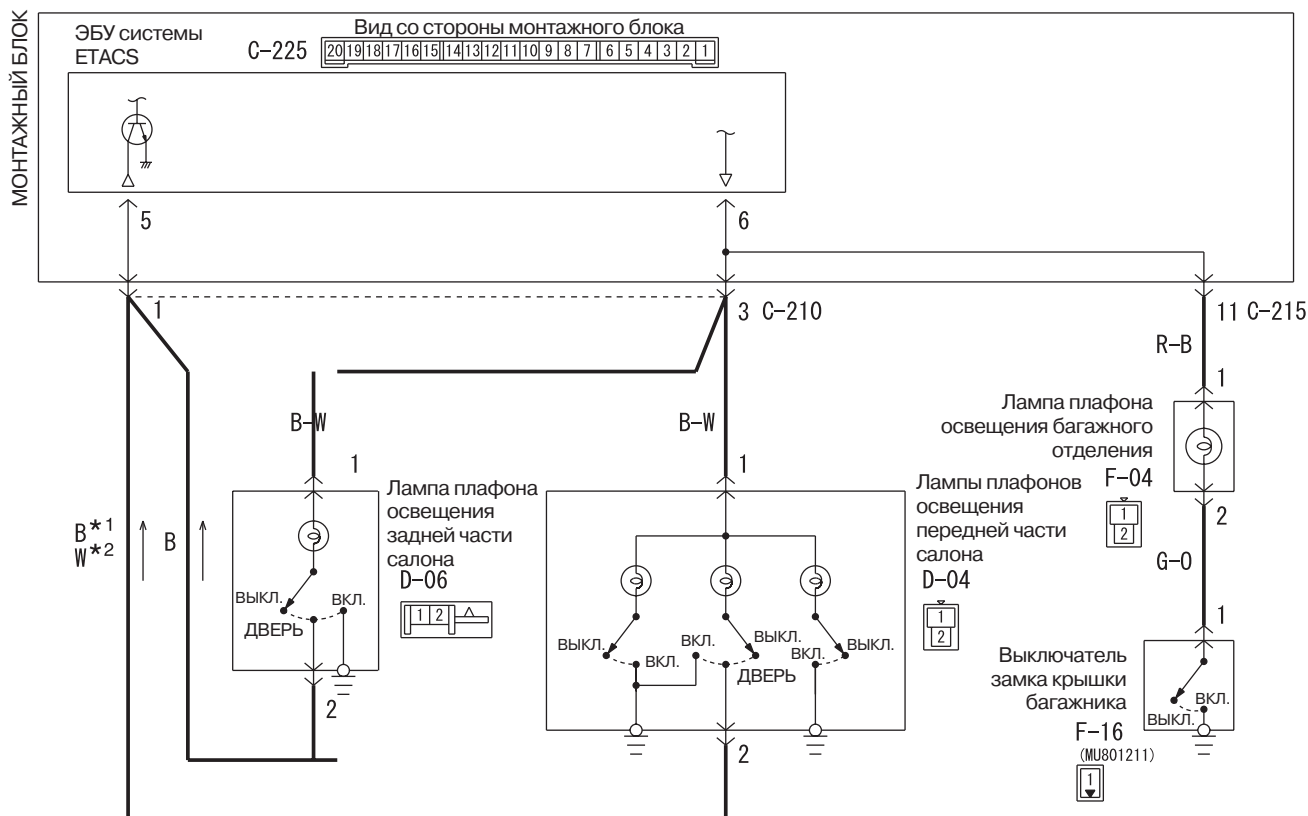 МОНТАЖНЫЙ БЛОК
ЭБУ системы
ETACS
C-225
Вид со стороны монтажного блока
20 19 18 17 16 15 14 13 12 11 10 9 8 7 6 5 4 3 2 1
5
6
1
3 C-210
11 C-215
R-B
1
Лампа плафона
освещения багажного
отделения
F-04
1
2
2
G-O
B-W
1
B-W
1
Лампа плафона
освещения
задней части
салона
D-06
1 2
Лампы плафонов
освещения
передней части
салона
D-04
1
2
B*1
W*2
B
ВЫКЛ.
ВКЛ.
ДВЕРЬ
2
ВЫКЛ.
ВКЛ.
ВКЛ.
ВЫКЛ.
ДВЕРЬ
ВКЛ.
ВЫКЛ.
2
1
Выключатель
замка крышки
багажника
F-16
(MU801211)
1
ВЫКЛ.
ВКЛ.